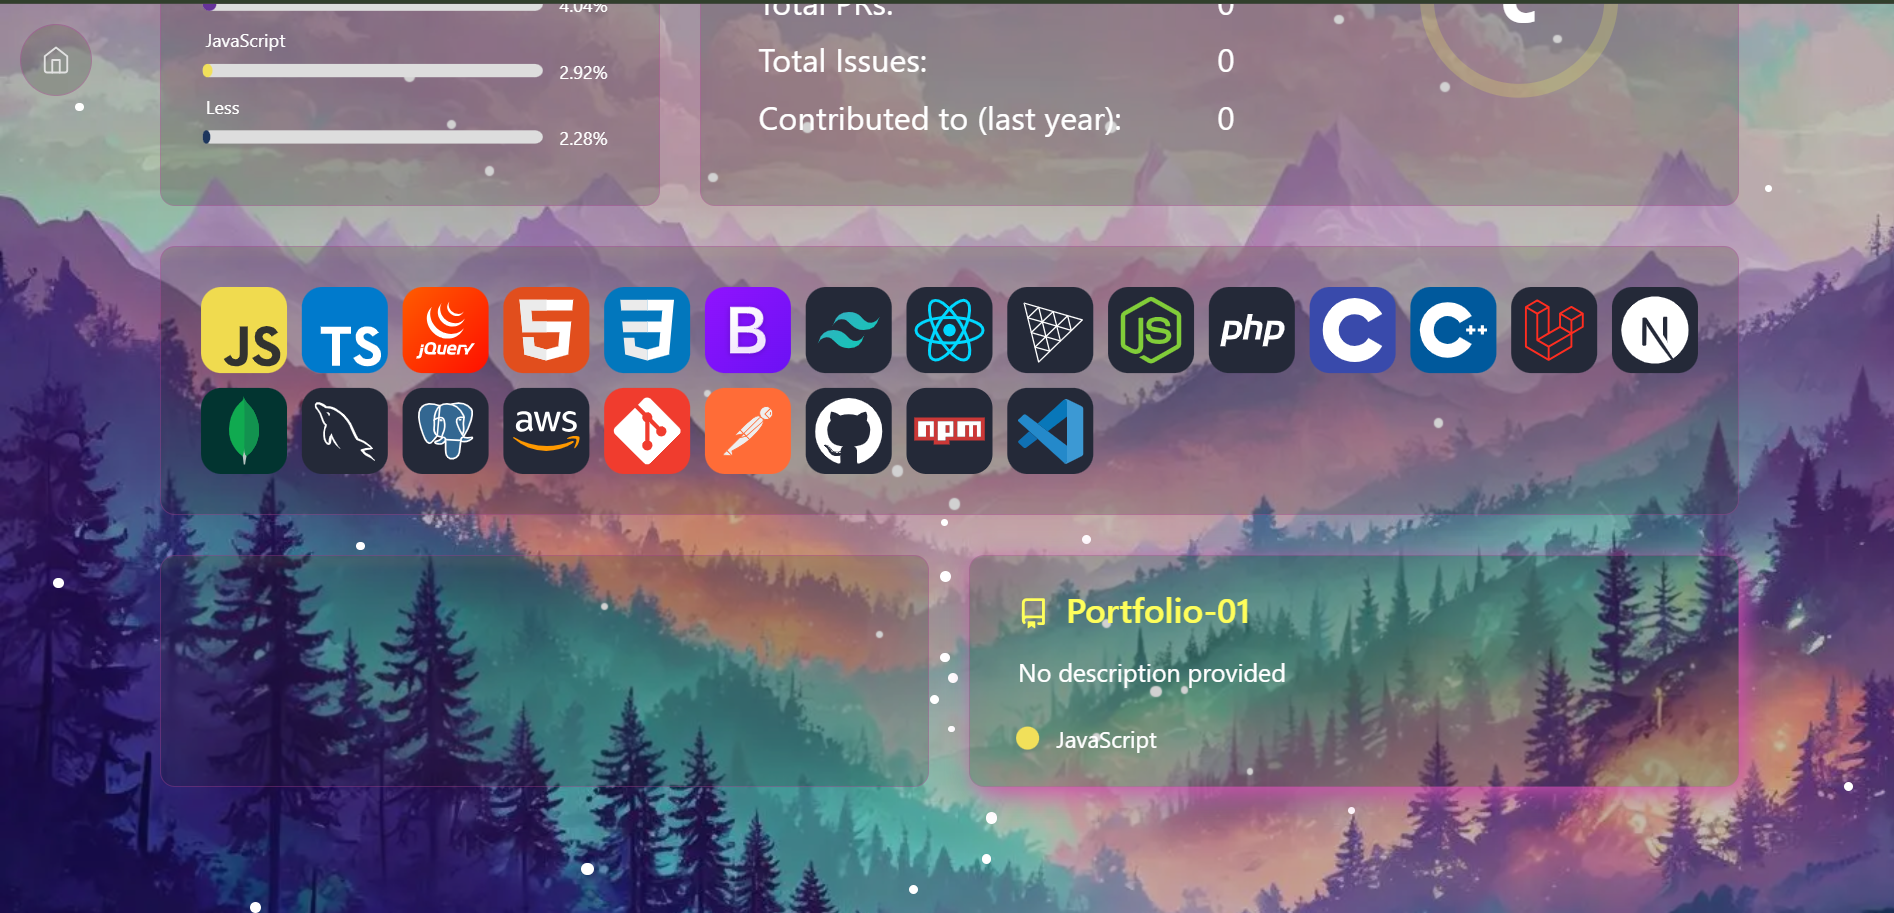 4.04%
JavaScript
2.92%
Less
2.28%
Total PRs:
0
Total Issues:
0
Contributed to (last year):
0
JS
TS
jQuery
B
JS
php
C
C++
N
aws
npm
Portfolio-01
No description provided
JavaScript